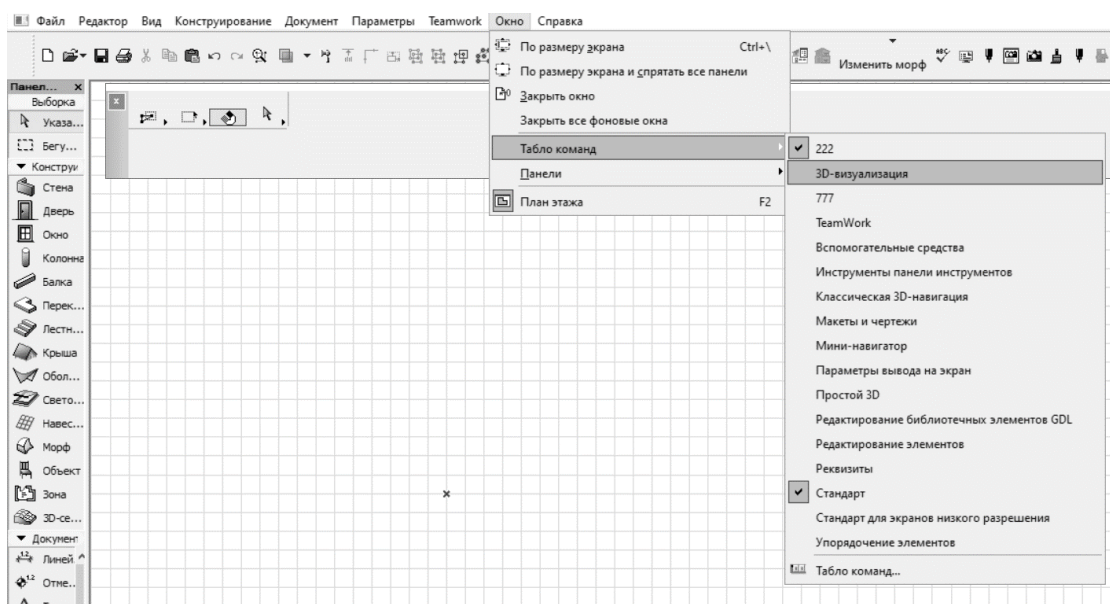 Файл Редактор Вид Конструирование Документ Параметры Teamwork Окно Справка
Изменить морф
Панел... x
Выборка
Указа...
Бегу...
Констру
Стена
Дверь
Окно
Колонна
Балка
Перек...
Лестн...
Крыша
Обол...
Свето...
Навес...
Морф
Объект
Зона
3D-се...
Документ
Линей
Отме..
По размеру экрана Ctrl+\
По размеру экрана и спрятать все панели
Закрыть окно
Закрыть все фоновые окна
Табло команд
Панели
План этажа F2
222
3D-визуализация
777
TeamWork
Вспомогательные средства
Инструменты панели инструментов
Классическая 3D-навигация
Макеты и чертежи
Мини-навигатор
Параметры вывода на экран
Простой 3D
Редактирование библиотечных элементов GDL
Редактирование элементов
Реквизиты
Стандарт
Стандарт для экранов низкого разрешения
Упорядочение элементов
Табло команд...